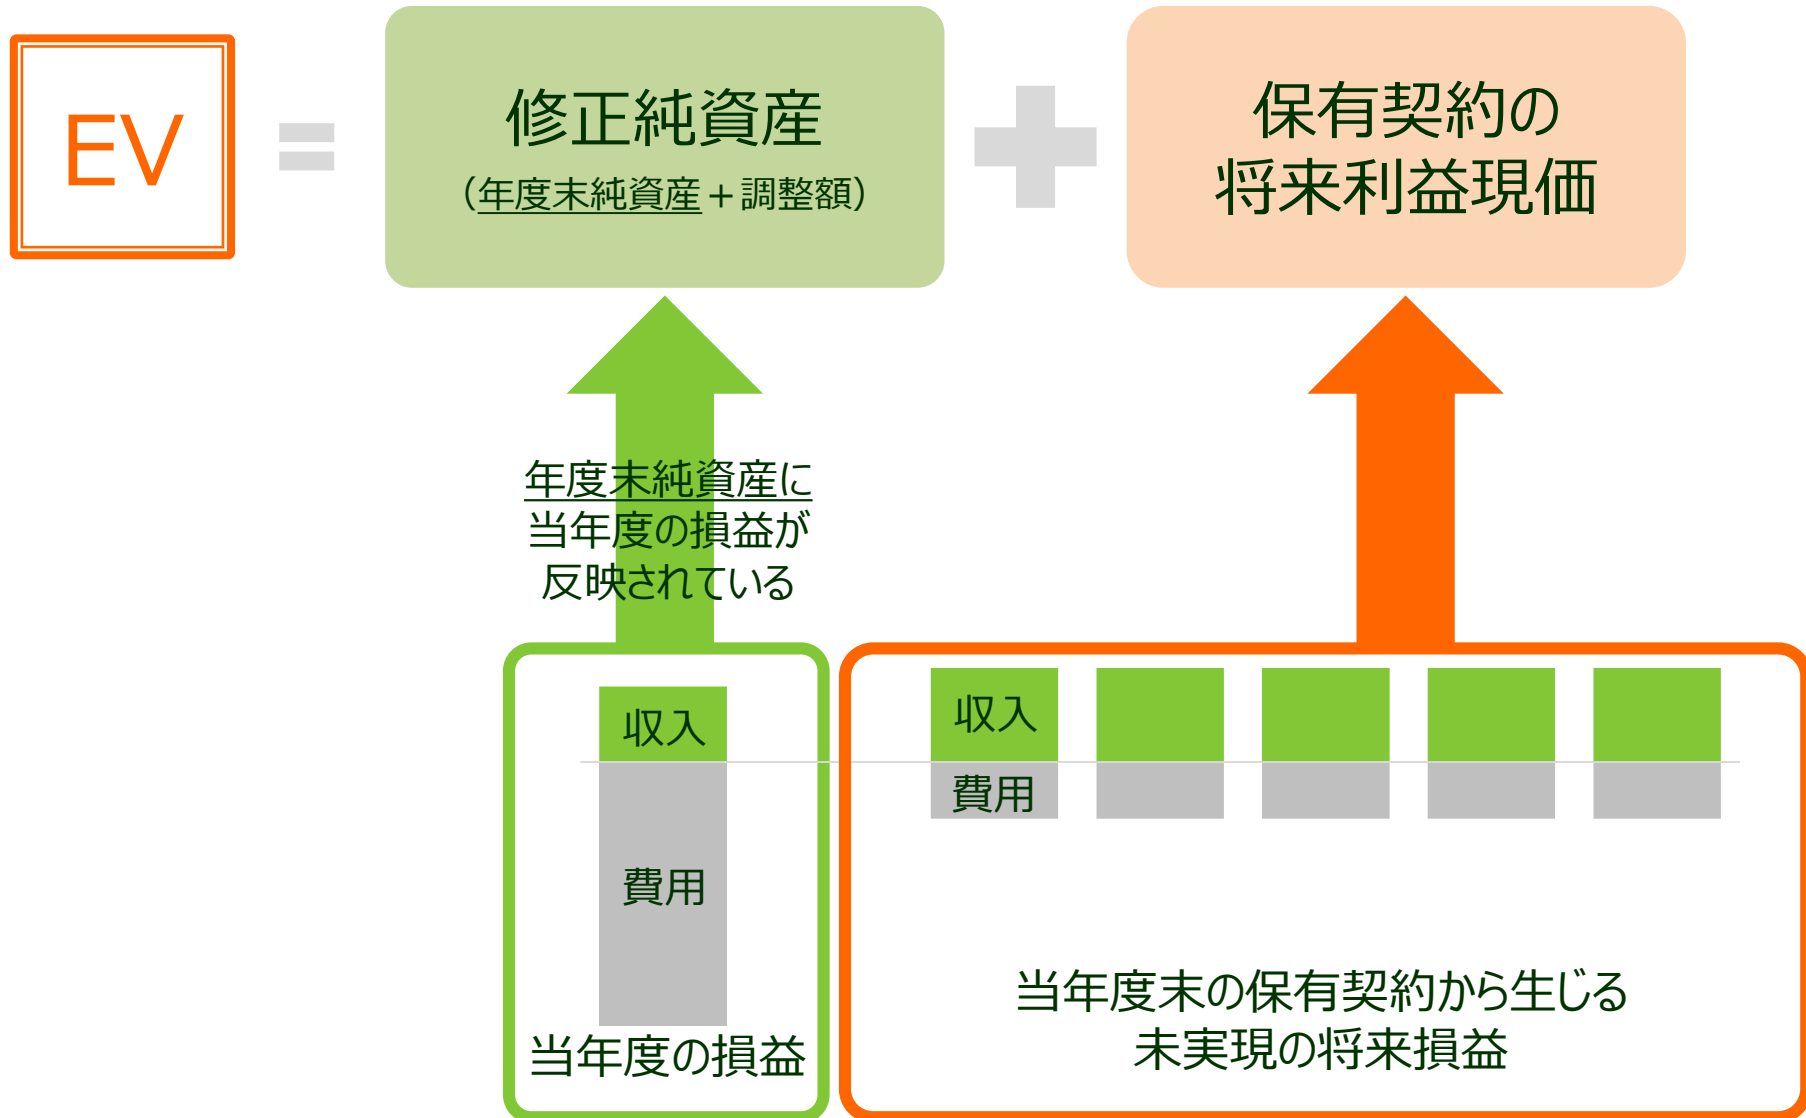 EV
=
修正純資産
（年度末純資産＋調整額）
+
保有契約の
将来利益現価
年度末純資産に
当年度の損益が
反映されている
収入
費用
当年度の損益
収入
費用
当年度末の保有契約から生じる
未実現の将来損益